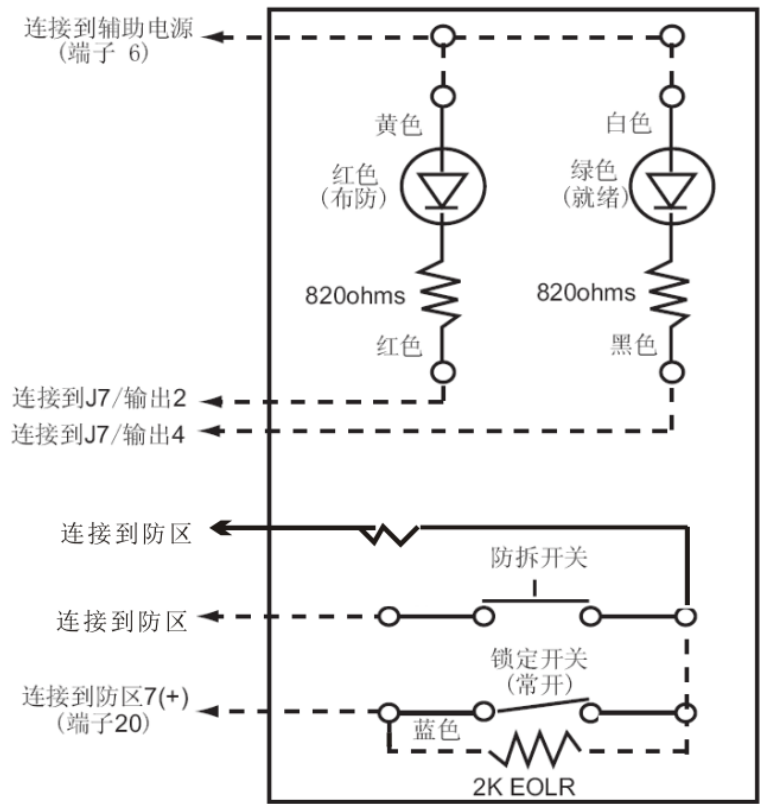 连接到辅助电源
(端子 6)
黄色
白色
红色
(布防)
绿色
(就绪)
820ohms
820ohms
红色
黑色
连接到J7/输出2
连接到J7/输出4
连接到防区
防拆开关
连接到防区
锁定开关
(常开)
连接到防区7(+)
(端子20)
蓝色
2K EOLR